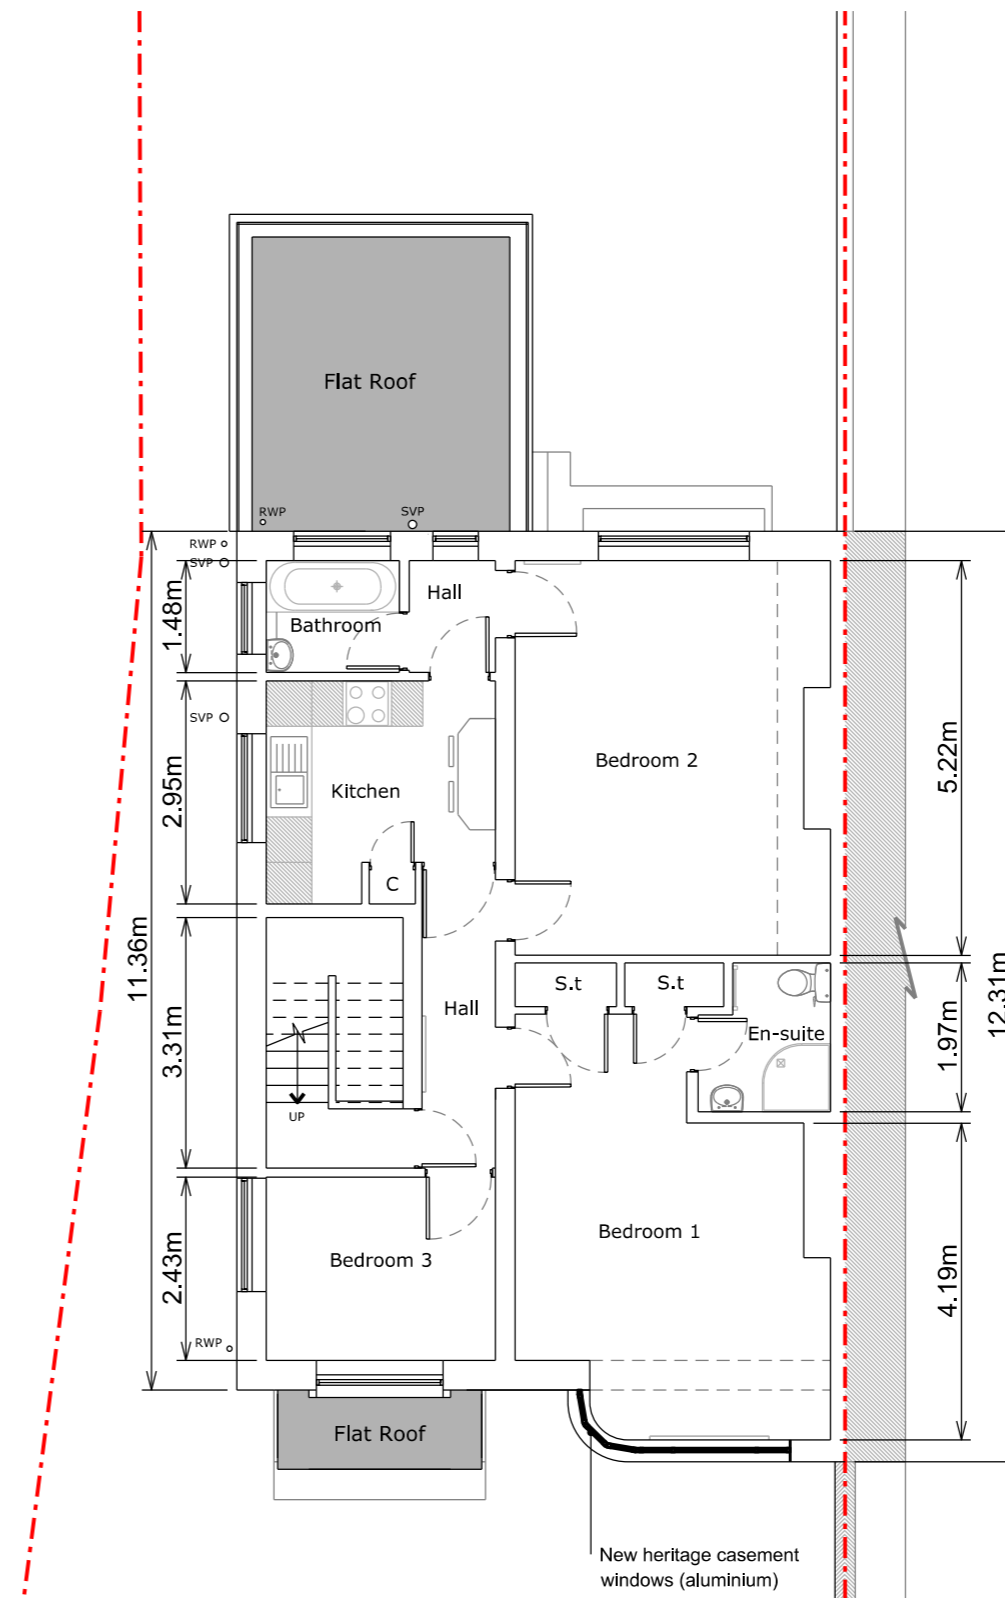 Flat Roof
RWP
SVP
RWP
SVP
1.48m
Hall
Bathroom
SVP
2.95m
Kitchen
Bedroom 2
5.22m
C
11.36m
3.31m
Hall
S.t
S.t
En-suite
1.97m
12.31m
UP
2.43m
Bedroom 3
Bedroom 1
4.19m
RWP
Flat Roof
New heritage casement
windows (aluminium)